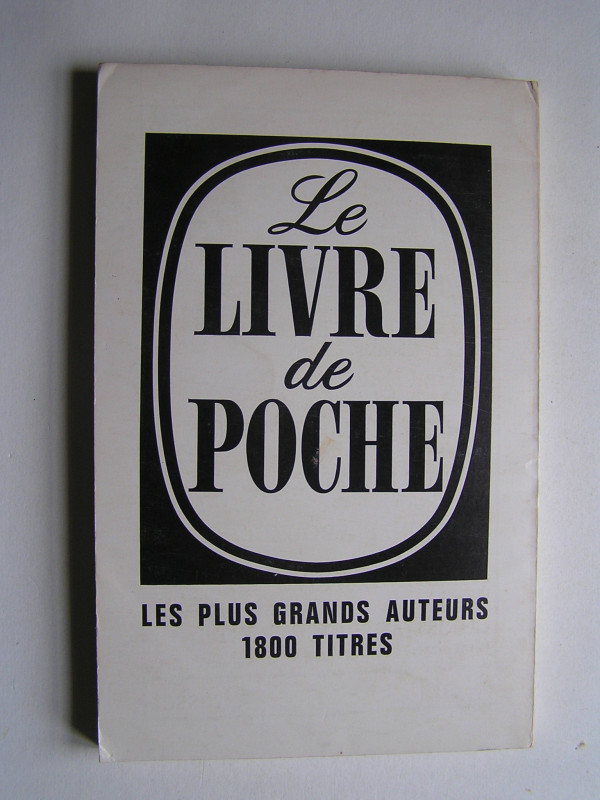 Le
LIVRE
de
POCHE
LES PLUS GRANDS AUTEURS
1800 TITRES